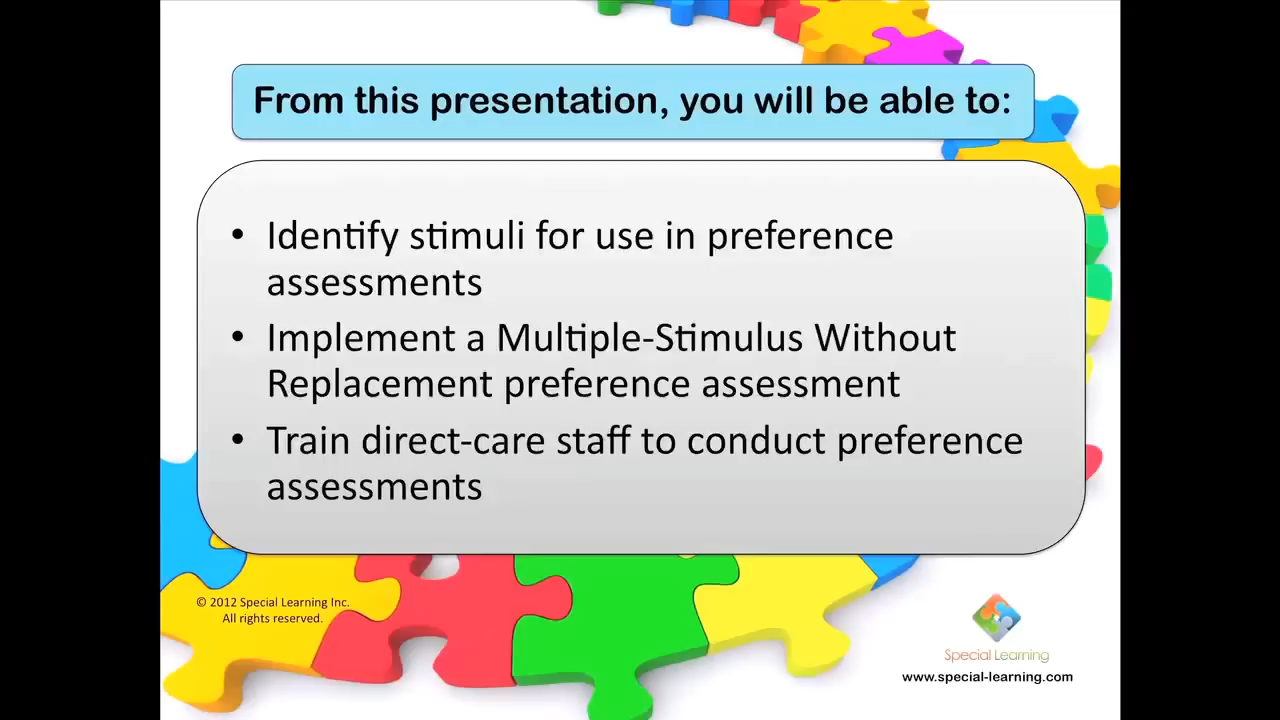 From this presentation, you will be able to:
• Identify stimuli for use in preference
assessments
• Implement a Multiple-Stimulus Without
Replacement preference assessment
• Train direct-care staff to conduct preference
assessments
© 2012 Special Learning Inc.
All rights reserved.
Special Learning
www.special-learning.com